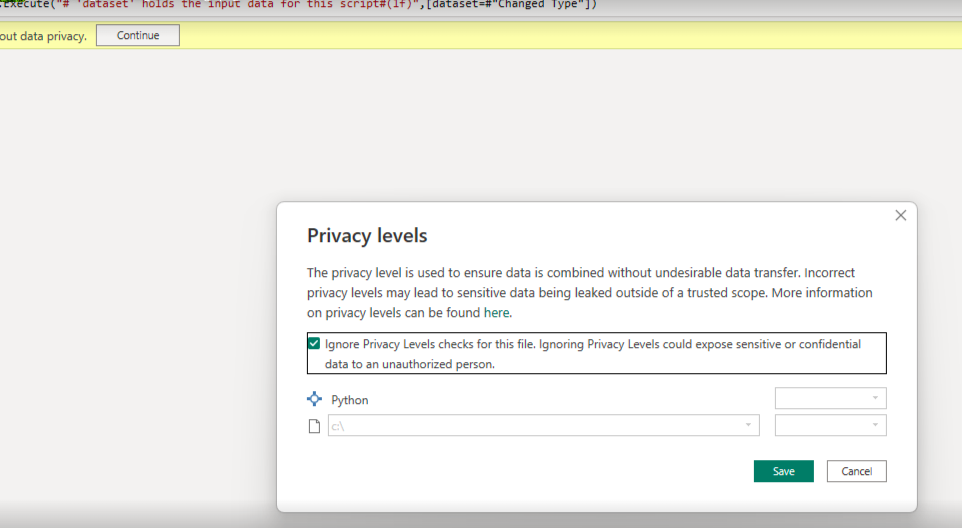 .Execute("# 'dataset' holds the input data for this script#(lf)",[dataset=#"Changed Type"])
out data privacy. Continue
Privacy levels
The privacy level is used to ensure data is combined without undesirable data transfer. Incorrect
privacy levels may lead to sensitive data being leaked outside of a trusted scope. More information
on privacy levels can be found here.
Ignore Privacy Levels checks for this file. Ignoring Privacy Levels could expose sensitive or confidential
data to an unauthorized person.
Python
c:\
Save Cancel